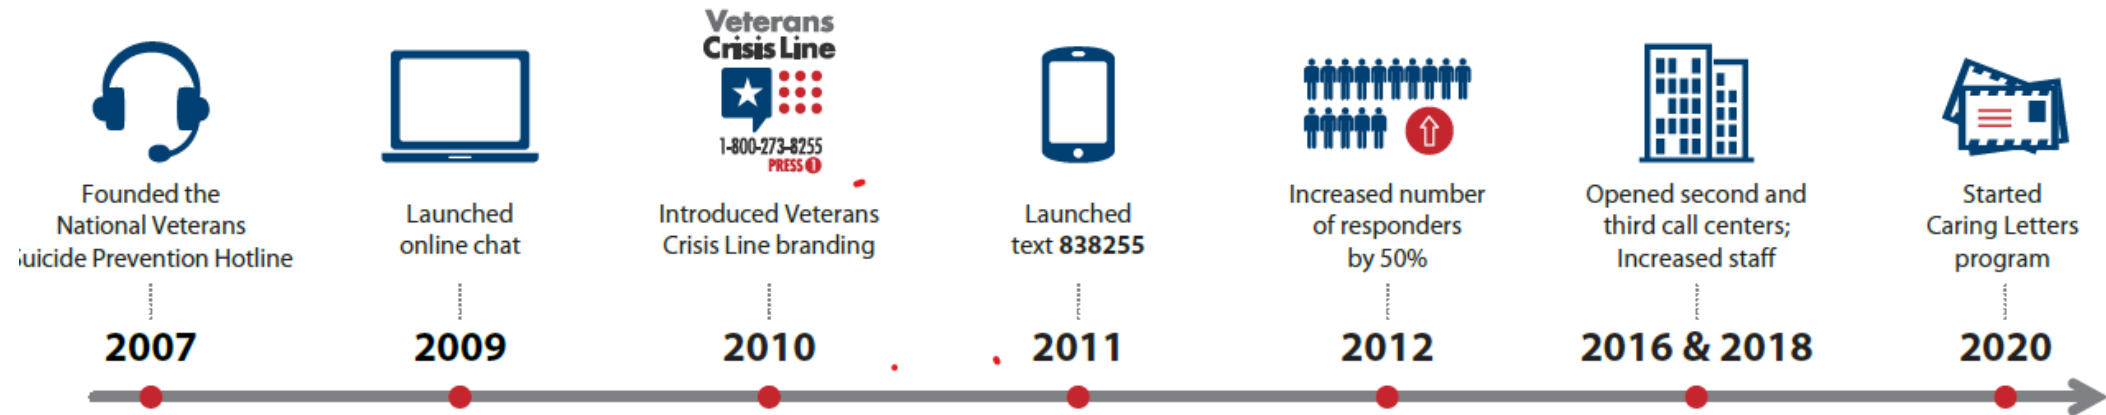 Founded the
National Veterans
uicide Prevention Hotline
2007
Launched
online chat
2009
Veterans
Crisis Line
1-800-273-8255
PRESS 1
Introduced Veterans
Crisis Line branding
2010
Launched
text 838255
2011
Increased number
of responders
by 50%
2012
Opened second and
third call centers;
Increased staff
2016 & 2018
Started
Caring Letters
program
2020